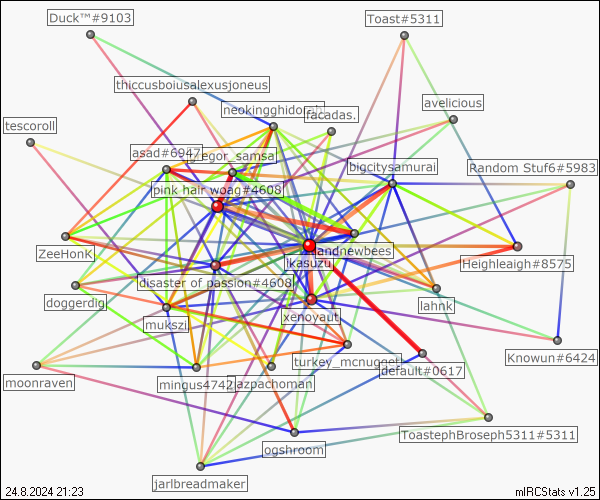 Duck™#9103
Toast#5311
thiccusboiusalexusjoneus
avelicious
neokingghidorah
facadas.
tescoroll
asad#6947
gregor_samsa
bigcitysamurai
Random Stuf6#5983
pink hair woag#4608
ZeeHonK
landnewbees
ikasuzu
Heighleaigh#8575
disaster of passion#4608
doggerdig
lahnk
mukszi
xenoyaut
turkey_mcnugget
Knowun#6424
moonraven
mingus4742
jazpachoman
default#0617
ToastephBroseph5311#5311
ogshroom
jarlbreadmaker
24.8.2024 21:23
mIRCStats v1.25